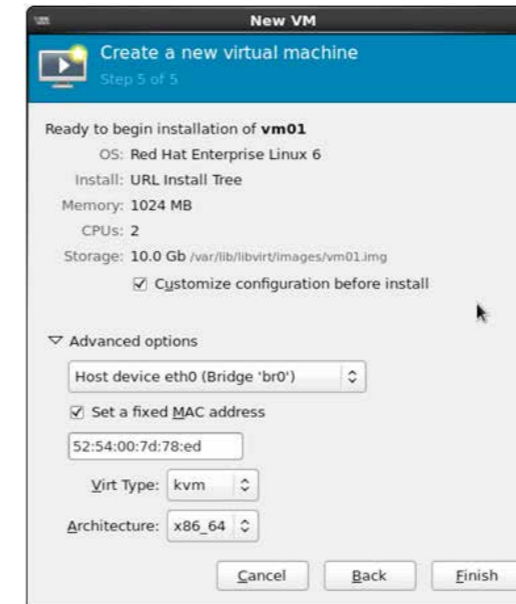 New VM
Create a new virtual machine
Step 5 of 5
Ready to begin installation of vm01
OS: Red Hat Enterprise Linux 6
Install: URL Install Tree
Memory: 1024 MB
CPUs: 2
Storage: 10.0 Gb /var/lib/libvirt/images/vm01.img
Customize configuration before install
Advanced options
Host device eth0 (Bridge 'br0')
Set a fixed MAC address
52:54:00:7d:78:ed
Virt Type: kvm
Architecture: x86_64
Cancel Back Finish